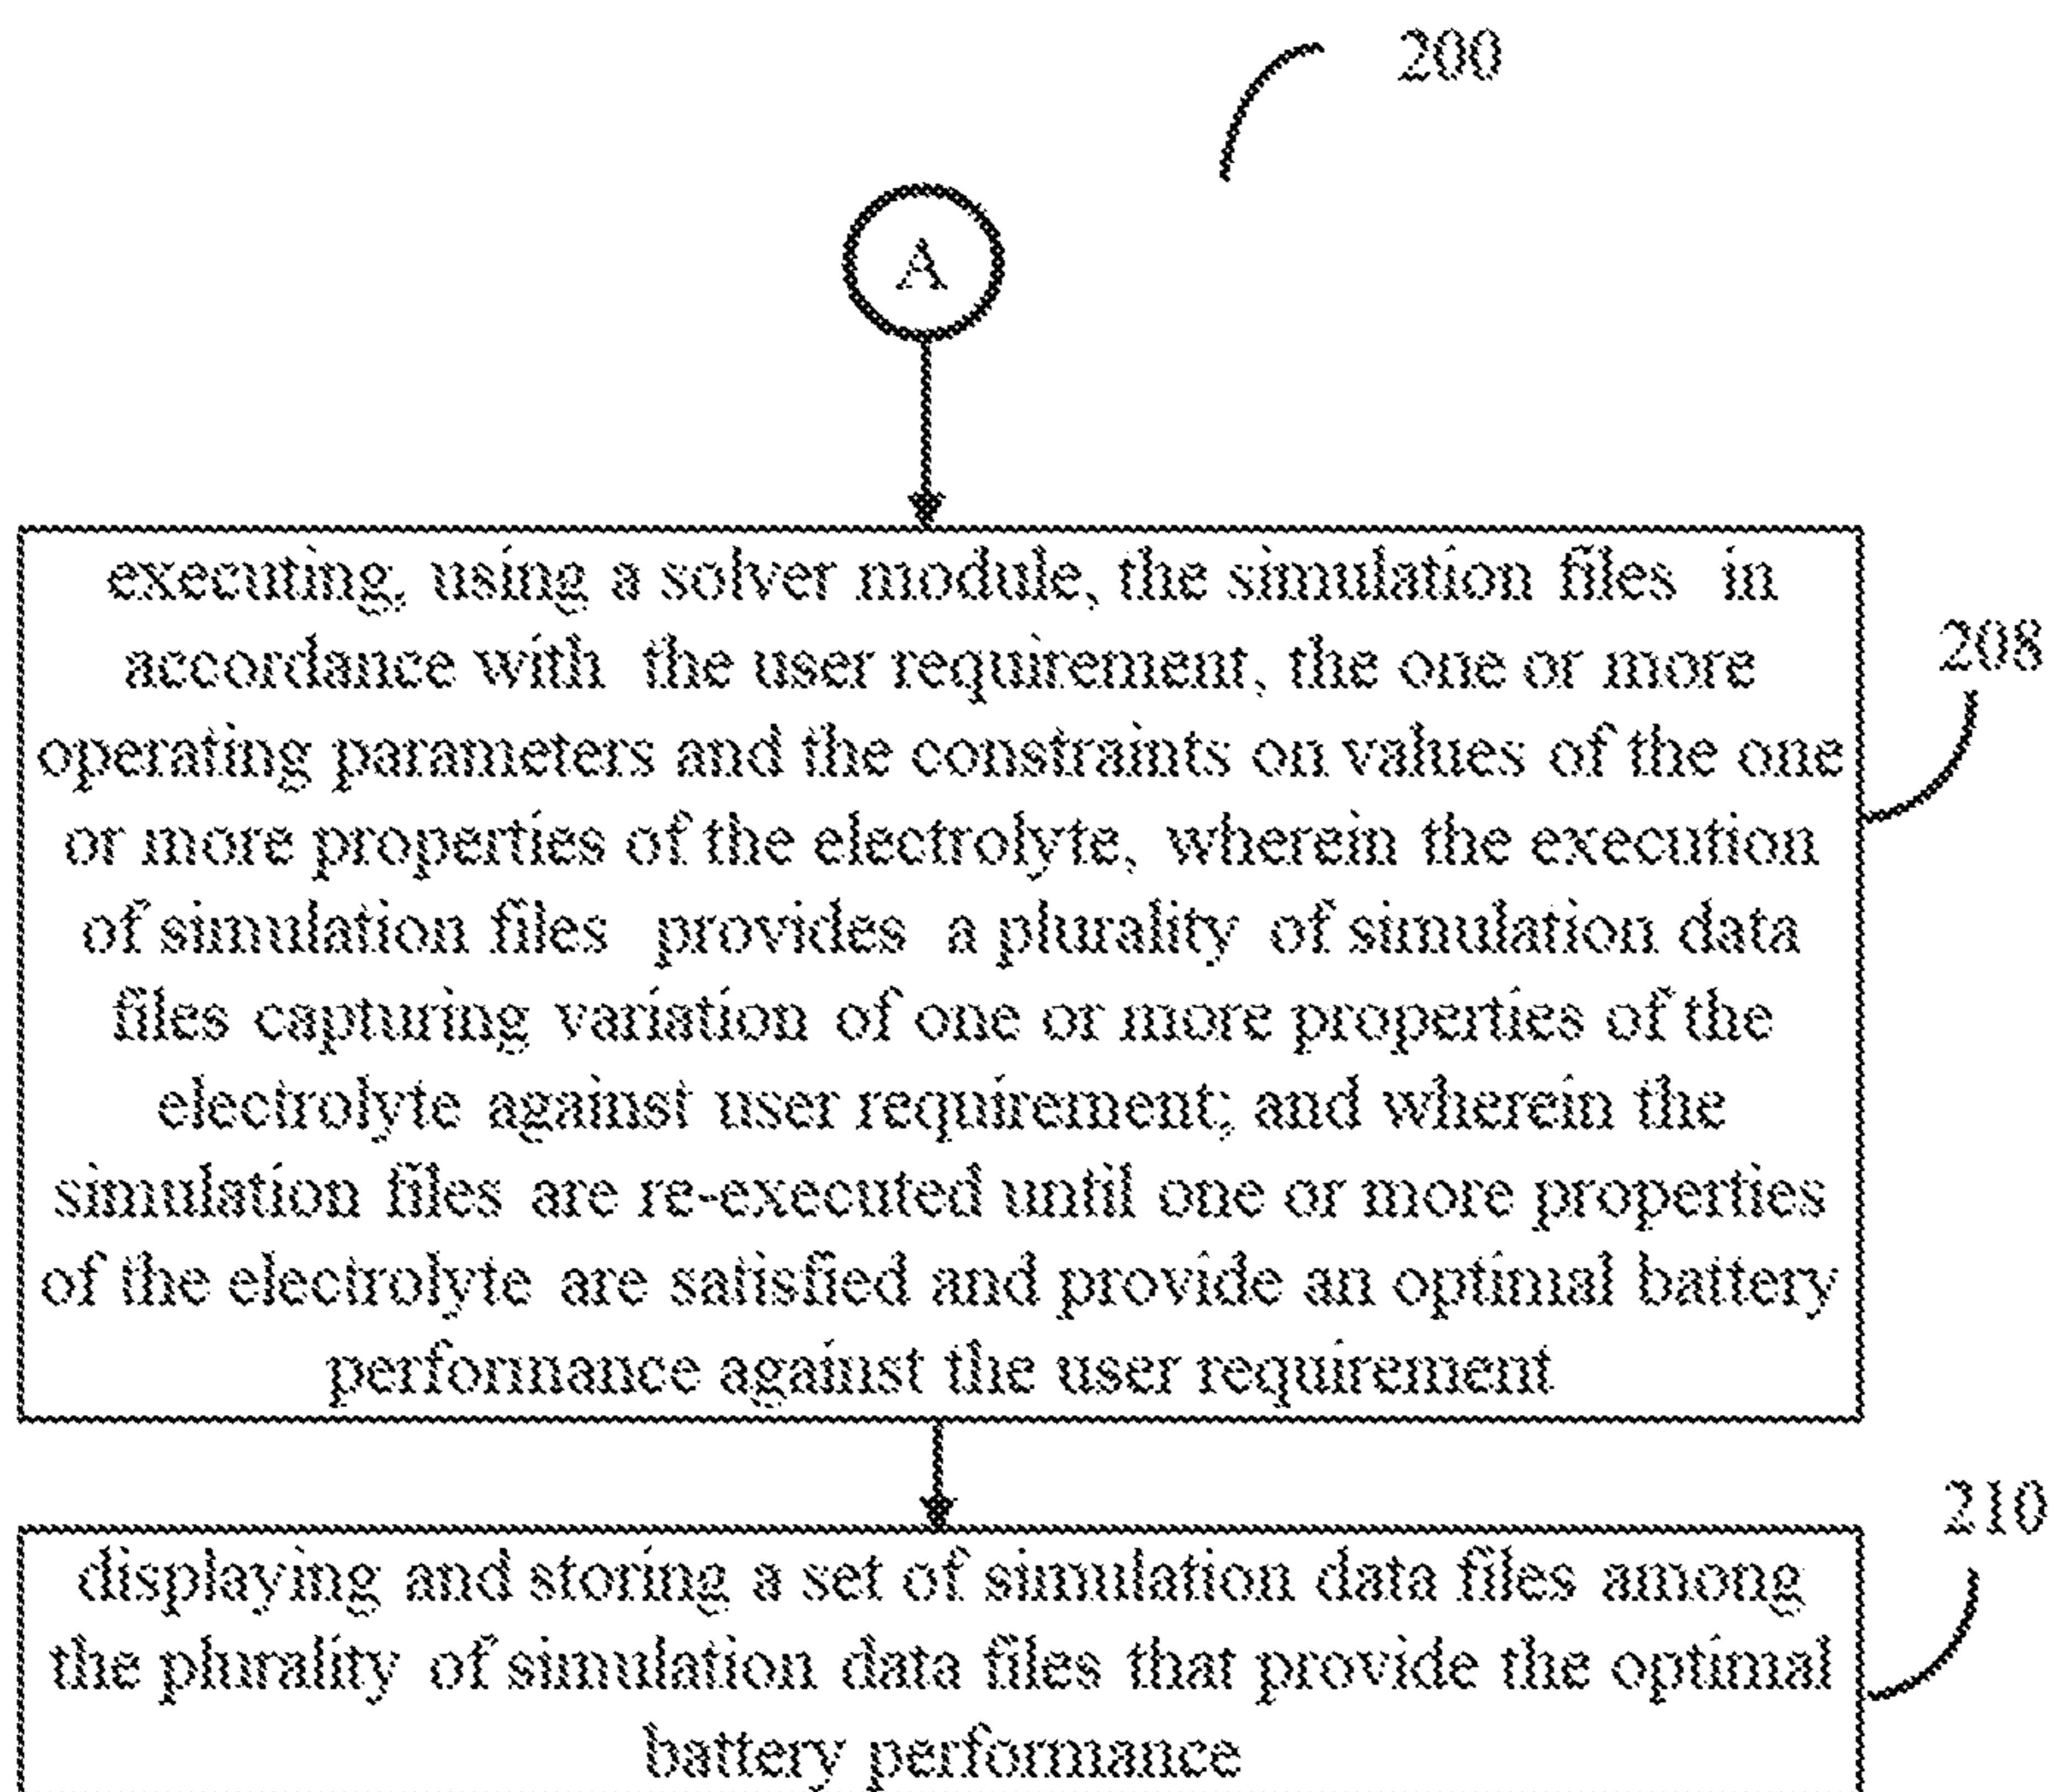 200
A
executing, using a solver module, the simulation files in
accordance with the user requirement, the one or more
operating parameters and the constraints on values of the one
or more properties of the electrolyte, wherein the execution
of simulation files provides a plurality of simulation data
files capturing variation of one or more properties of the
electrolyte against user requirement; and wherein the
simulation files are re-executed until one or more properties
of the electrolyte are satisfied and provide an optimal battery
performance against the user requirement
208
displaying and storing a set of simulation data files among
the plurality of simulation data files that provide the optimal
battery performance
210